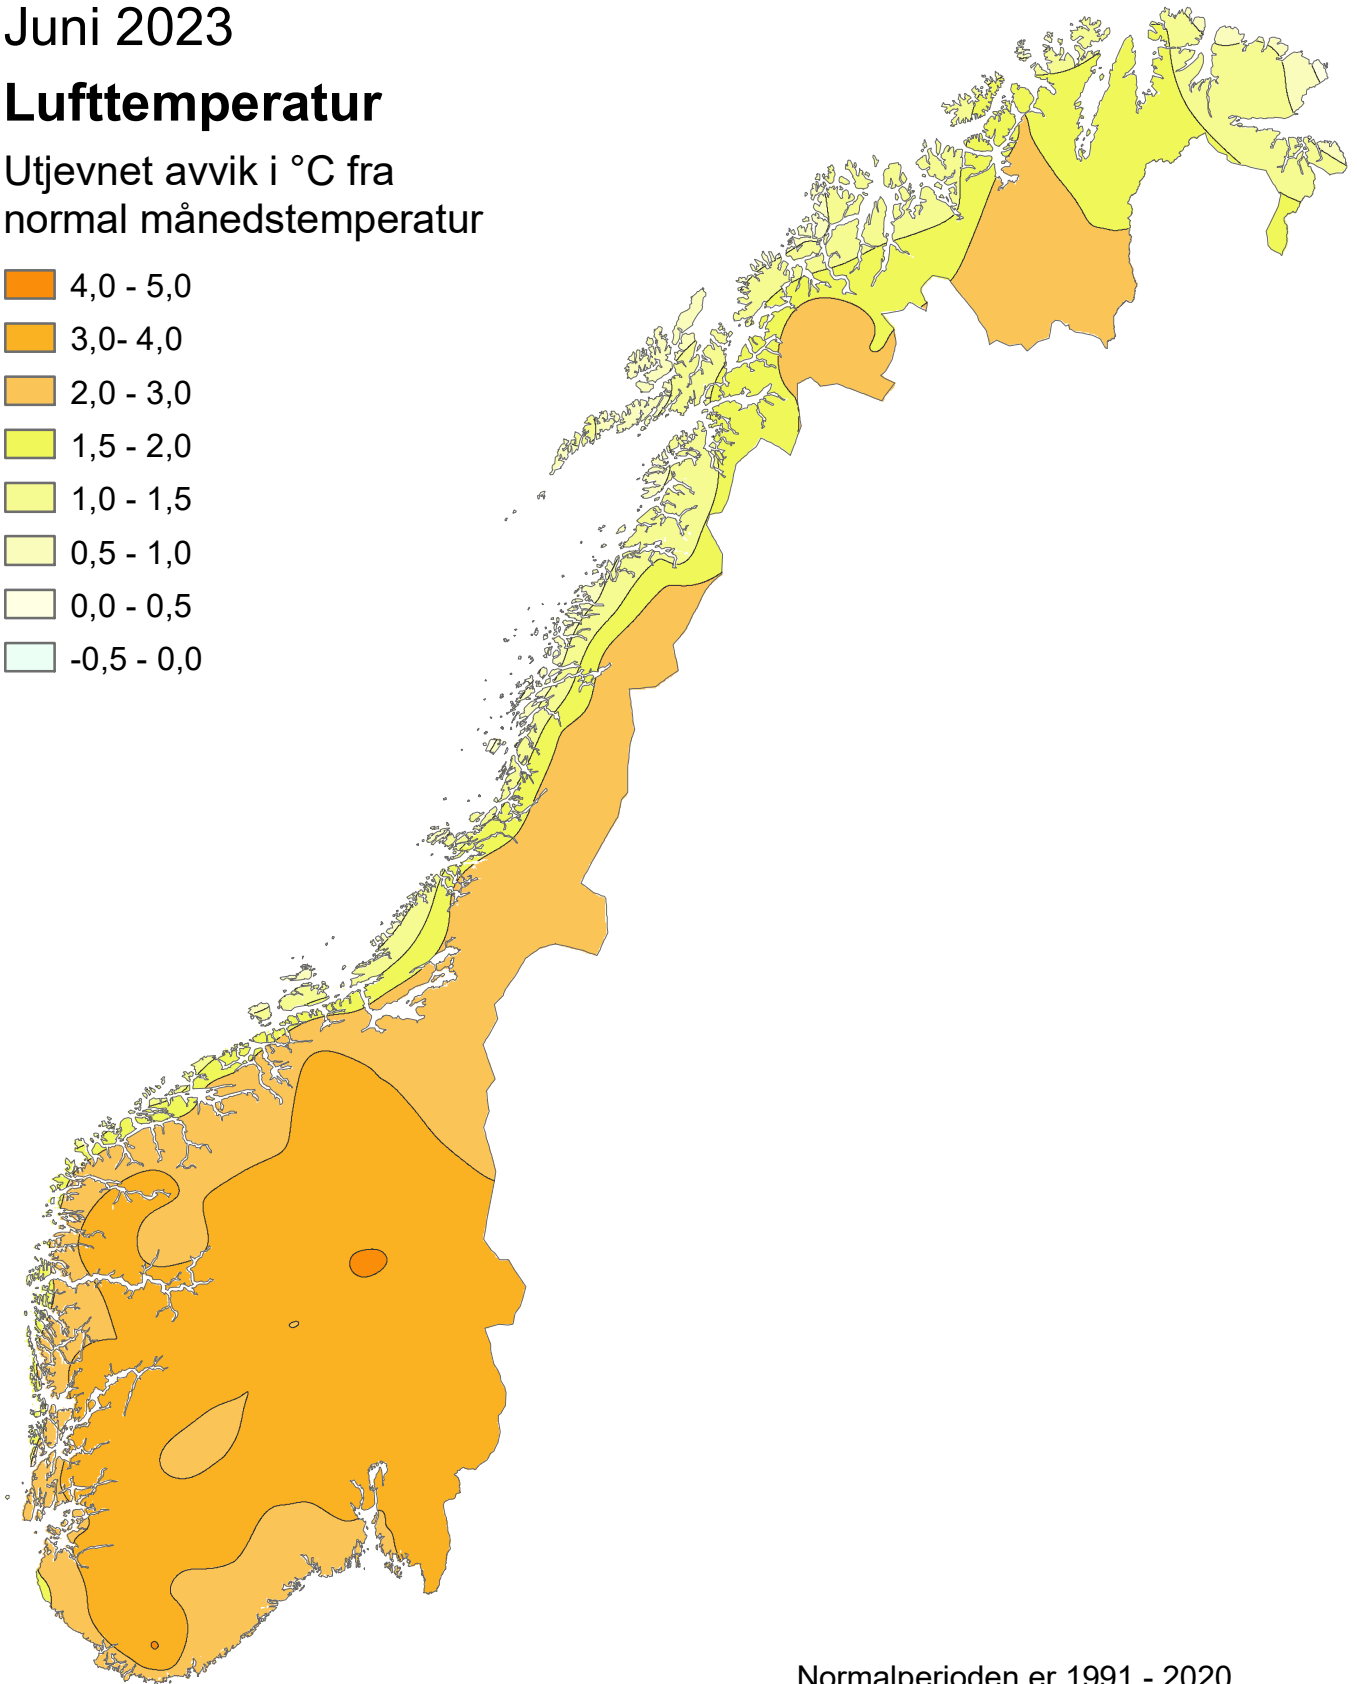 Juni 2023
Lufttemperatur
Utjevnet avvik i °C fra
normal månedstemperatur
4,0 - 5,0
3,0- 4,0
2,0 - 3,0
1,5 - 2,0
1,0 - 1,5
0,5 - 1,0
0,0 - 0,5
-0,5 - 0,0
Normalperioden er 1991 - 2020